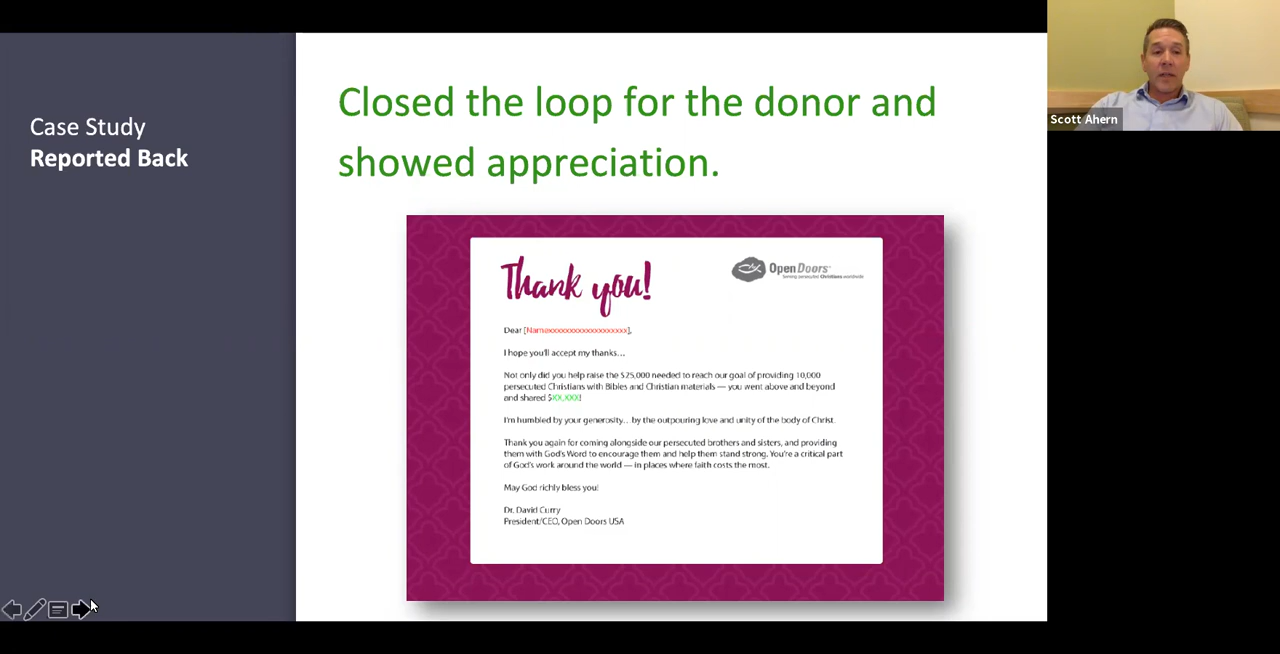 Case Study
Reported Back
Closed the loop for the donor and
showed appreciation.
Scott Ahern
Thank you!
OpenDoors
Serving persecuted Christians worldwide
Dear [Namexxxxxxxxxxxxxxxxxxx],
I hope you'll accept my thanks...
Not only did you help raise the $25,000 needed to reach our goal of providing 10,000
persecuted Christians with Bibles and Christian materials — you went above and beyond
and shared $XX,XXX!
I'm humbled by your generosity...by the outpouring love and unity of the body of Christ.
Thank you again for coming alongside our persecuted brothers and sisters, and providing
them with God's Word to encourage them and help them stand strong. You're a critical part
of God's work around the world — in places where faith costs the most.
May God richly bless you!
Dr. David Curry
President/CEO, Open Doors USA